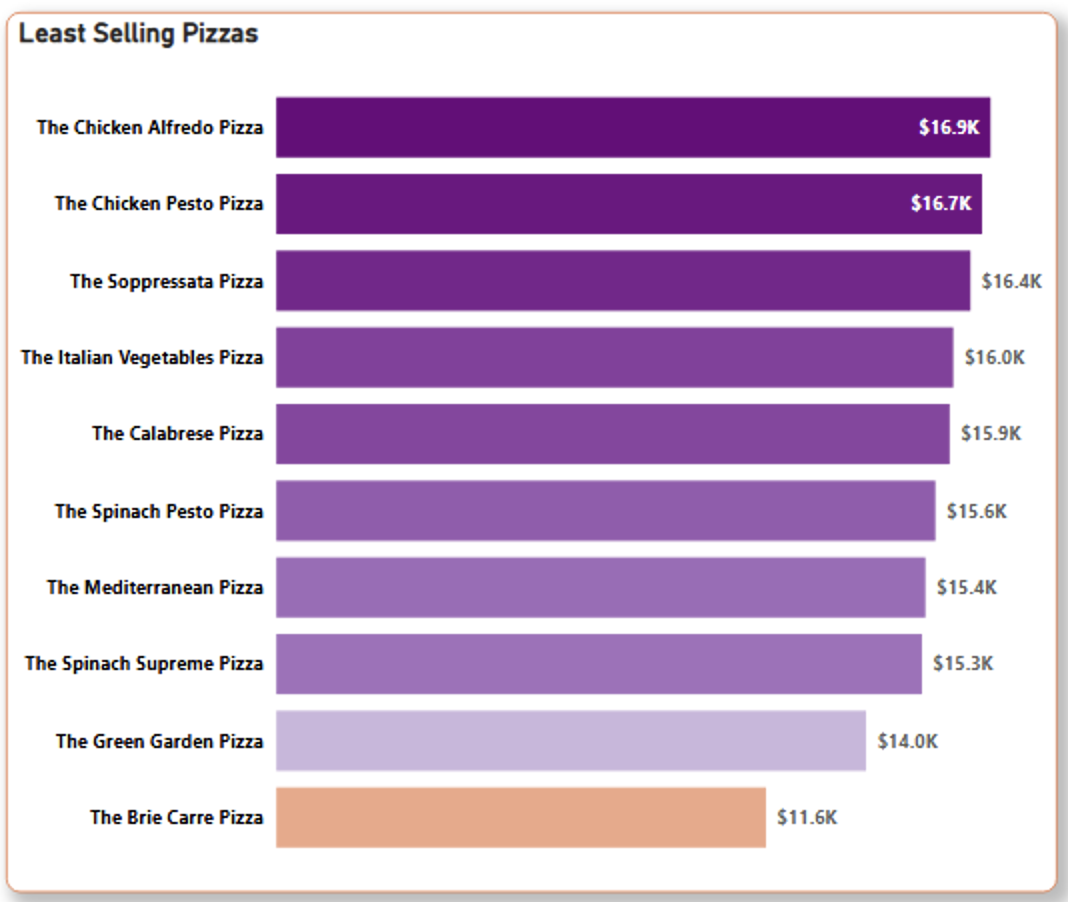 Least Selling Pizzas
The Chicken Alfredo Pizza $16.9K
The Chicken Pesto Pizza $16.7K
The Soppressata Pizza $16.4K
The Italian Vegetables Pizza $16.0K
The Calabrese Pizza $15.9K
The Spinach Pesto Pizza $15.6K
The Mediterranean Pizza $15.4K
The Spinach Supreme Pizza $15.3K
The Green Garden Pizza $14.0K
The Brie Carre Pizza $11.6K